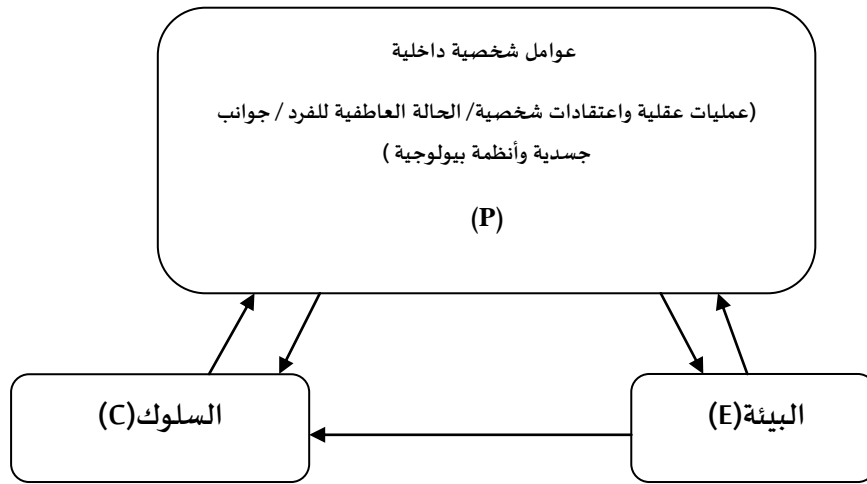 عوامل شخصية داخلية
(عمليات عقلية واعتقادات شخصية/ الحالة العاطفية للفرد / جوانب
جسدية وأنظمة بيولوجية )
(P)
البيئة(E)
السلوك(C)